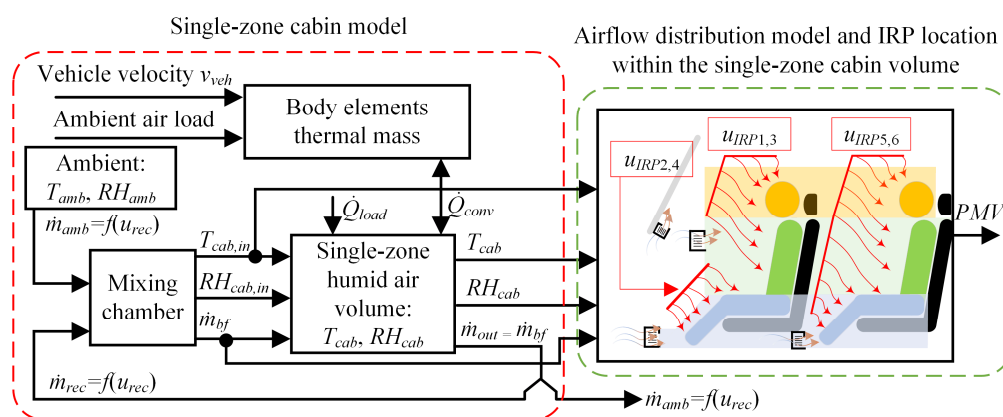 Single-zone cabin model
Airflow distribution model and IRP location
within the single-zone cabin volume
Vehicle velocity v_veh
Ambient air load
Body elements
thermal mass
Ambient:
T_amb, RH_amb
ṁ_amb=f(u_rec)
Q̇_load
Q̇_conv
T_cab,in
RH_cab,in
ṁ_bf
Mixing
chamber
Single-zone
humid air
volume:
T_cab, RH_cab
T_cab
RH_cab
ṁ_out = ṁ_bf
ṁ_rec=f(u_rec)
ṁ_amb=f(u_rec)
u_IRP1,3
u_IRP5,6
u_IRP2,4
PMV